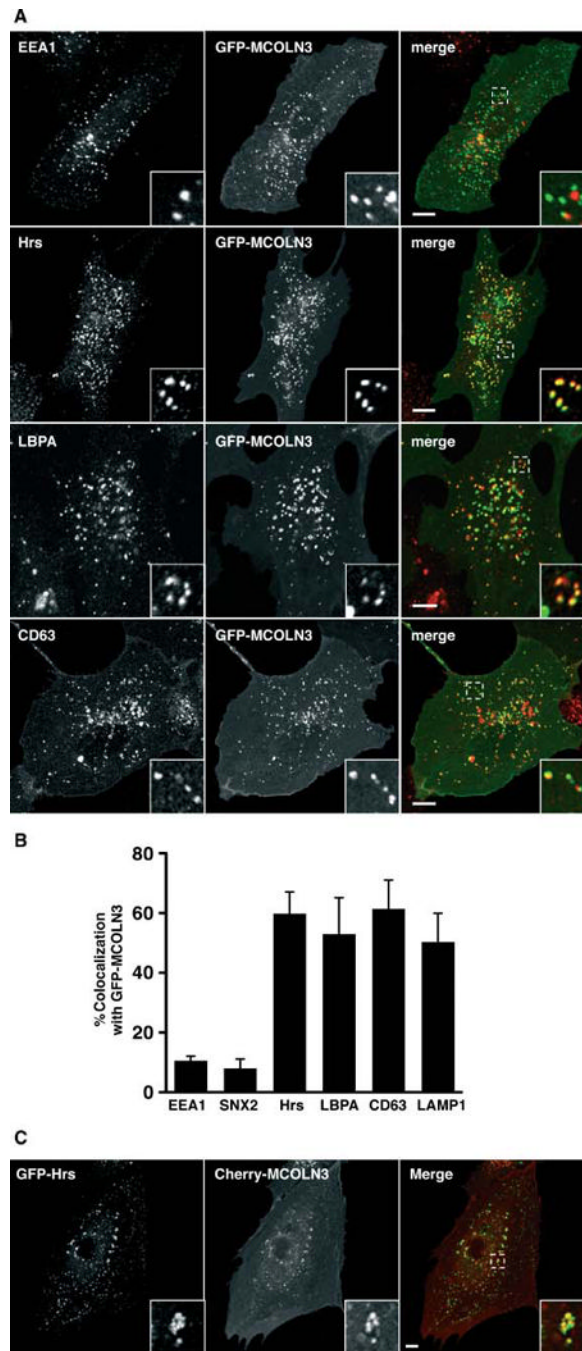 A
EEA1 GFP-MCOLN3 merge
Hrs GFP-MCOLN3 merge
LBPA GFP-MCOLN3 merge
CD63 GFP-MCOLN3 merge
B
%Colocalization
with GFP-MCOLN3
80
60
40
20
0
EEA1 SNX2 Hrs LBPA CD63 LAMP1
C
GFP-Hrs Cherry-MCOLN3 Merge